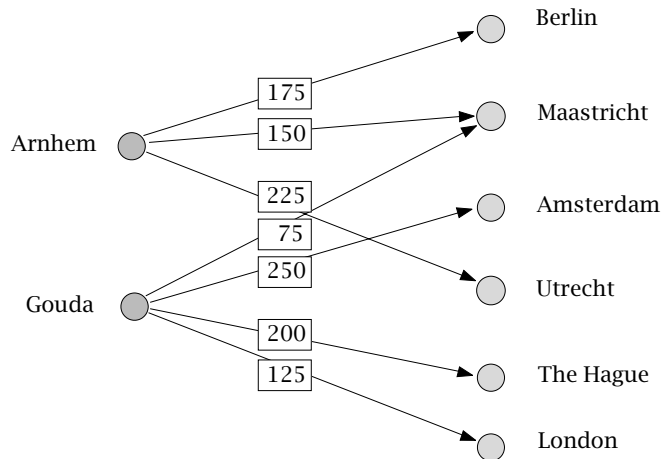 Berlin
175
Maastricht
150
Arnhem
225
Amsterdam
75
250
Utrecht
Gouda
200
125
The Hague
London